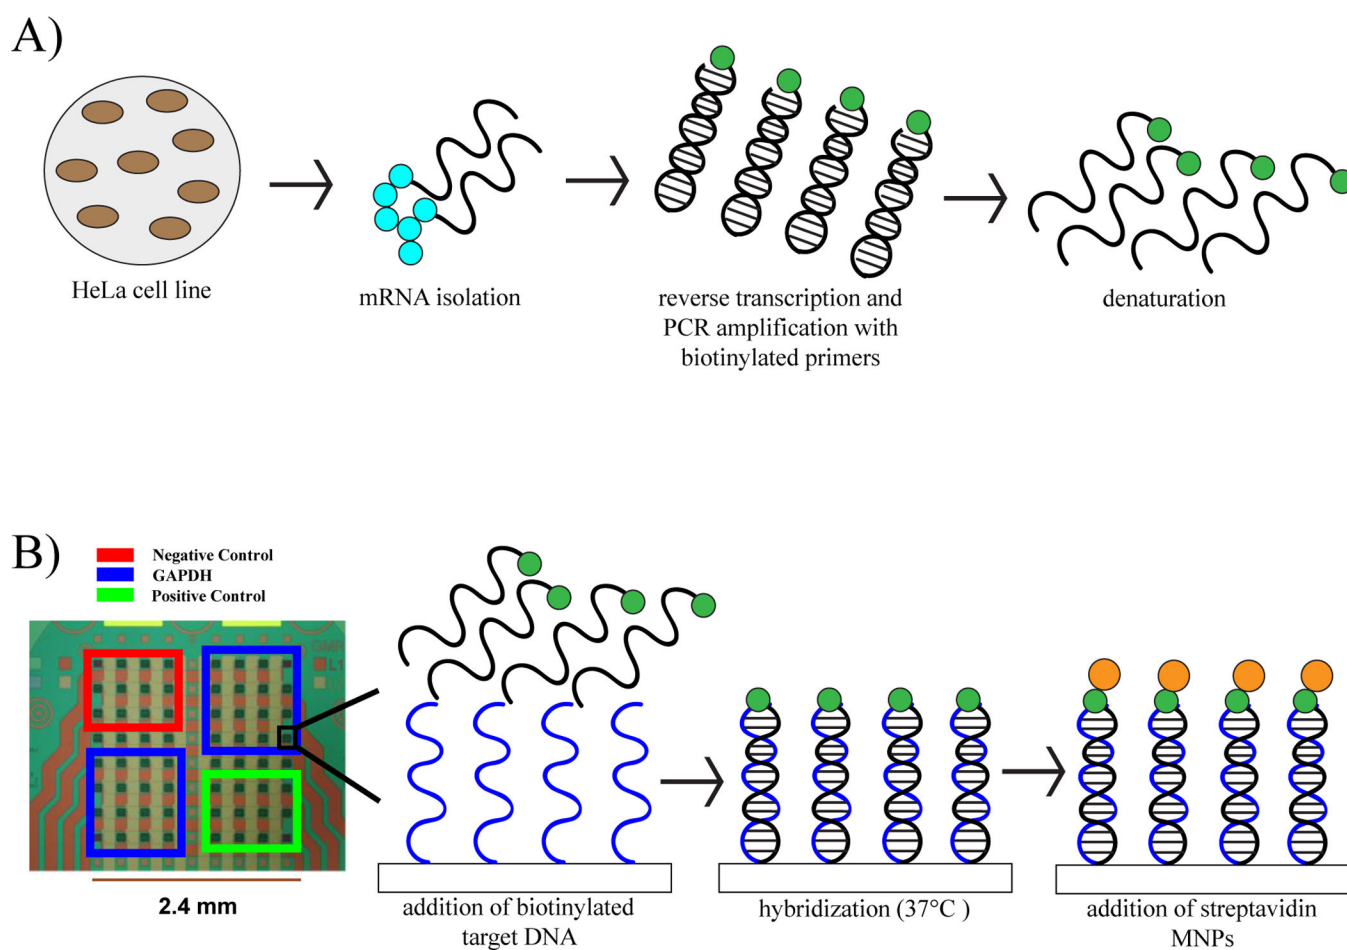 A)
HeLa cell line
mRNA isolation
reverse transcription and
PCR amplification with
biotinylated primers
denaturation
B)
Negative Control
GAPDH
Positive Control
L1
2.4 mm
addition of biotinylated
target DNA
hybridization (37°C )
addition of streptavidin
MNPs